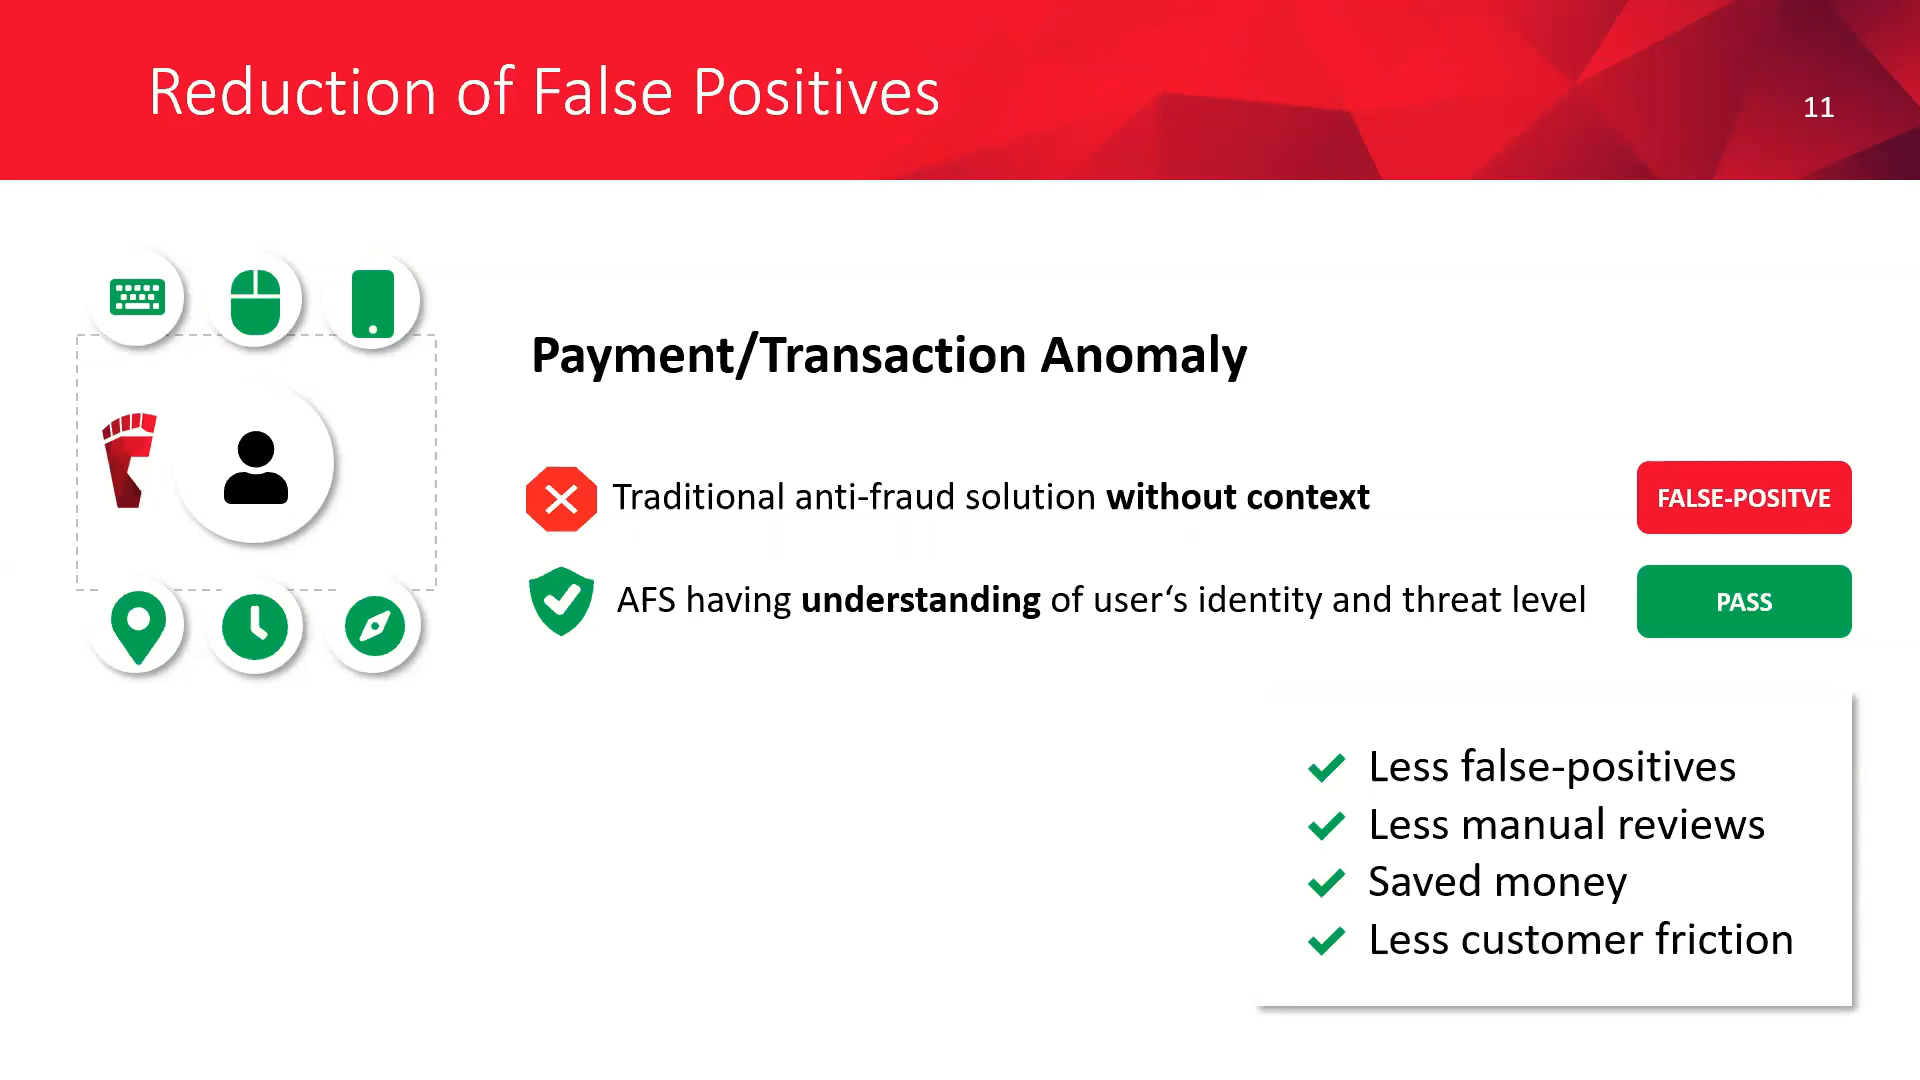 Reduction of False Positives
11
Payment/Transaction Anomaly
Traditional anti-fraud solution without context
FALSE-POSITVE
AFS having understanding of user‘s identity and threat level
PASS
Less false-positives
Less manual reviews
Saved money
Less customer friction